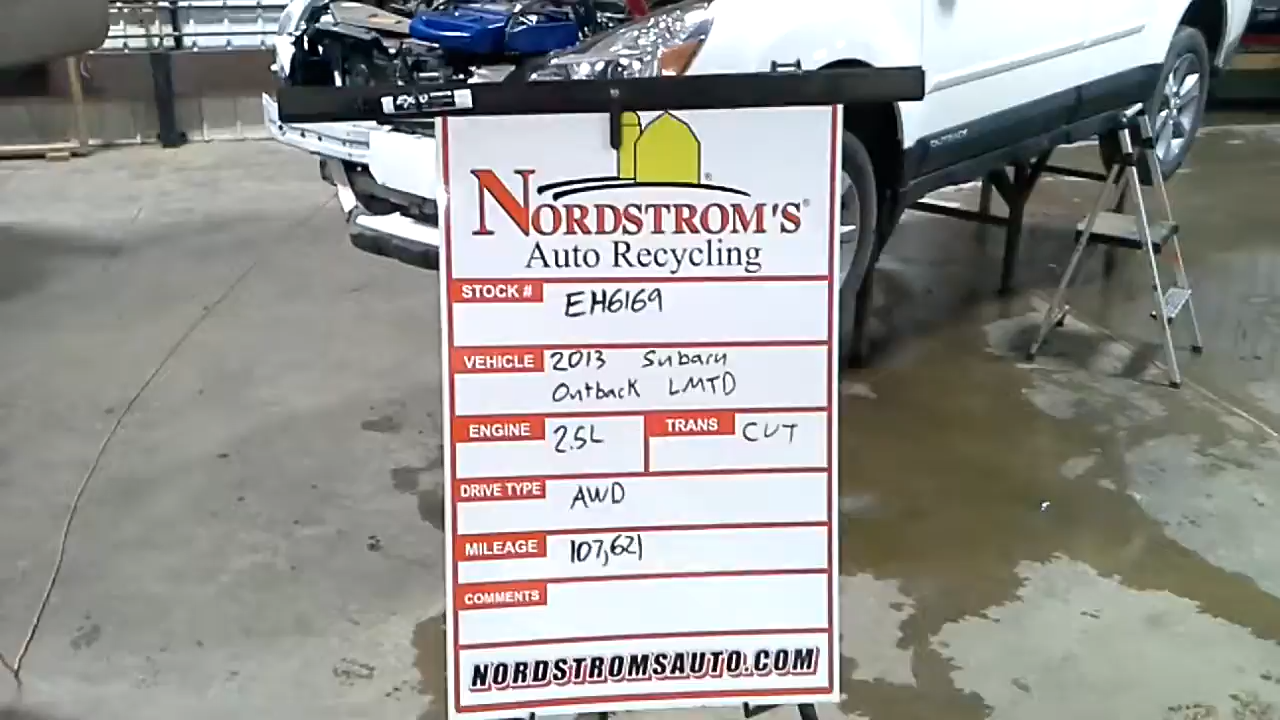 NORDSTROM'S®
Auto Recycling
STOCK # EH6169
VEHICLE 2013 Subaru
Outback LMTD
ENGINE 2.5L TRANS CVT
DRIVE TYPE AWD
MILEAGE 107,621
COMMENTS
NORDSTROMSAUTO.COM
OUTBACK